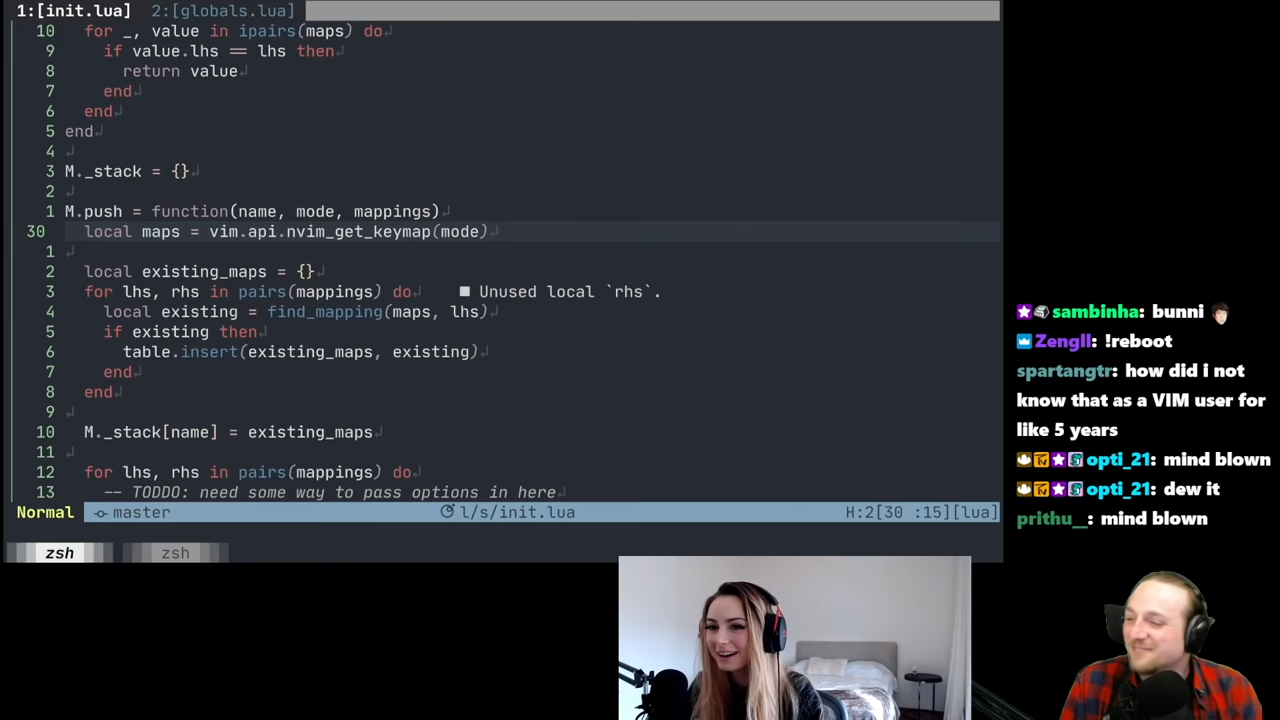 1:[init.lua] 2:[globals.lua]
10 for _, value in ipairs(maps) do↲
9 if value.lhs == lhs then↲
8 return value↲
7 end↲
6 end↲
5 end↲
4 ↲
3 M._stack = {}↲
2 ↲
1 M.push = function(name, mode, mappings)↲
30 local maps = vim.api.nvim_get_keymap(mode)↲
1 ↲
2 local existing_maps = {}↲
3 for lhs, rhs in pairs(mappings) do↲ ■ Unused local `rhs`.
4 local existing = find_mapping(maps, lhs)↲
5 if existing then↲
6 table.insert(existing_maps, existing)↲
7 end↲
8 end↲
9 ↲
10 M._stack[name] = existing_maps↲
11 ↲
12 for lhs, rhs in pairs(mappings) do↲
13 -- TODDO: need some way to pass options in here↲
Normal master l/s/init.lua H:2[30 :15][lua]
zsh zsh
sambinha: bunni
Zengll: !reboot
spartangtr: how did i not
know that as a VIM user for
like 5 years
opti_21: mind blown
opti_21: dew it
prithu__: mind blown